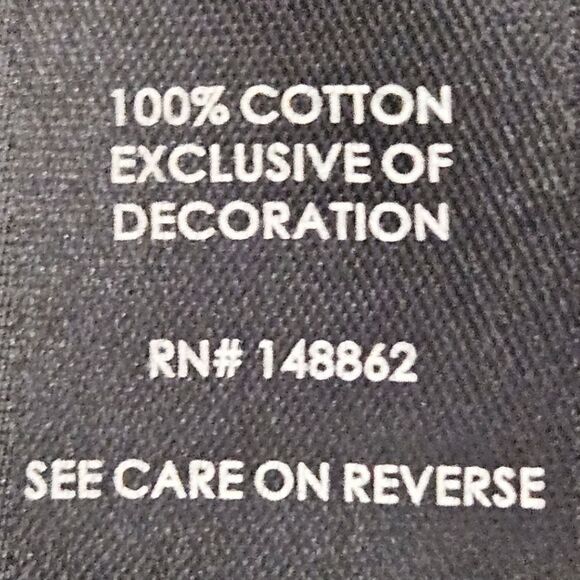 100% COTTON
EXCLUSIVE OF
DECORATION
RN# 148862
SEE CARE ON REVERSE